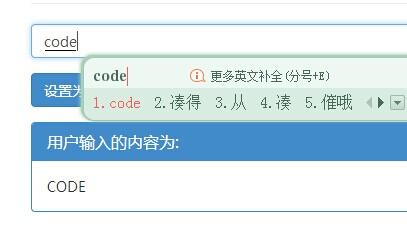 code
code 更多英文补全(分号+E)
1.code 2.凑得 3.从 4.凑 5.催哦
设置为
用户输入的内容为:
CODE